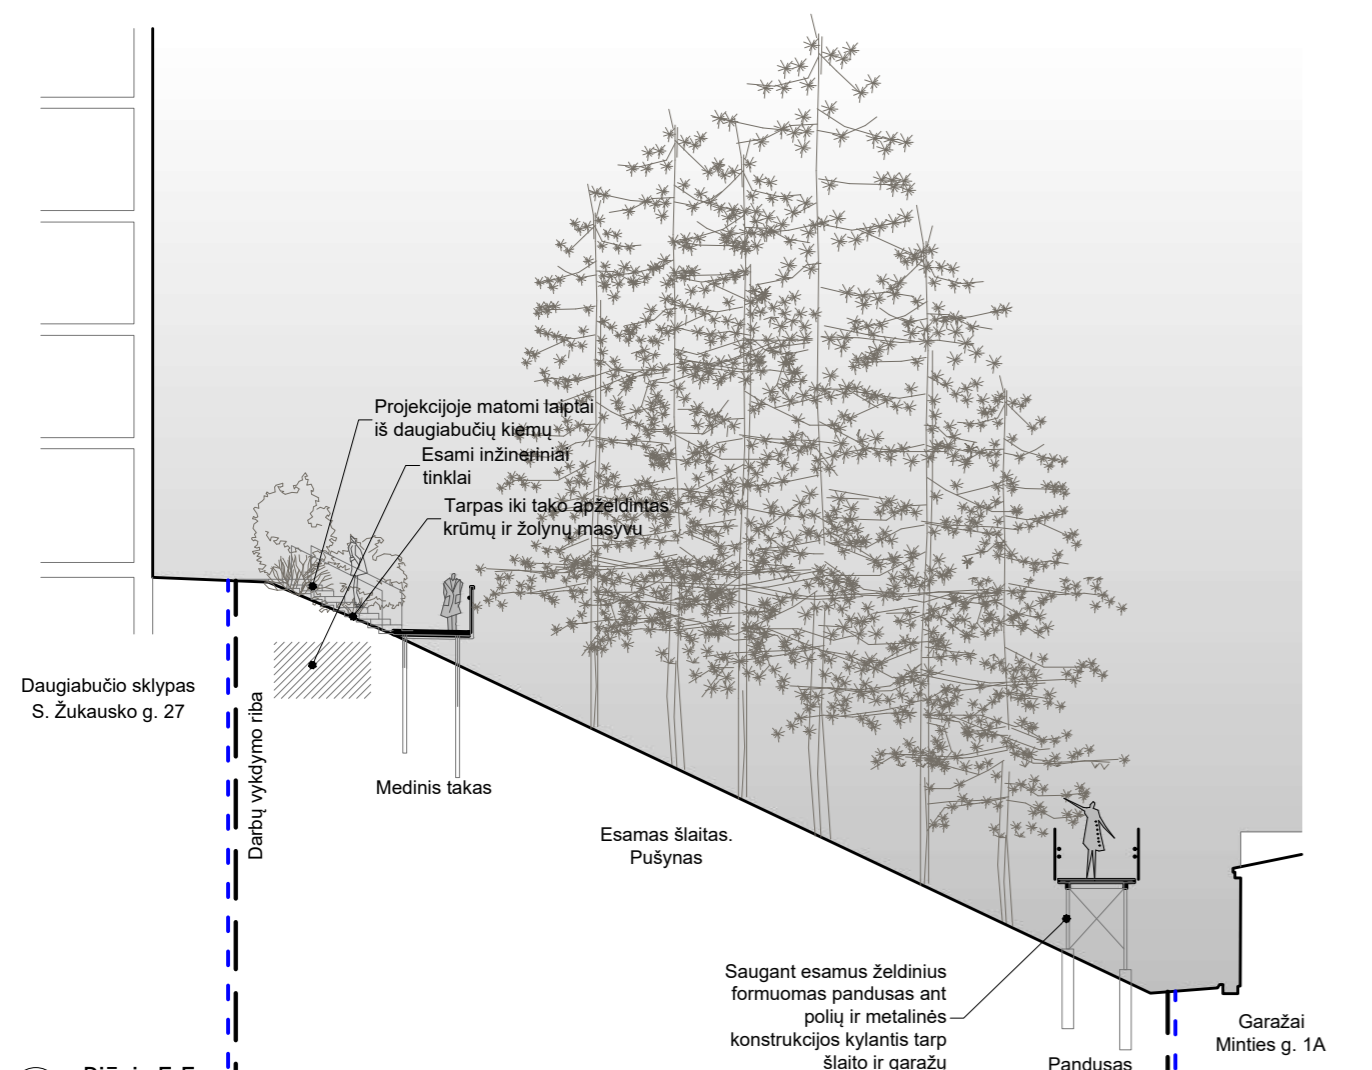 Projekcijoje matomi laiptai
iš daugiabučių kiemų
Esami inžineriniai
tinklai
Tarpas iki tako apželdintas
krūmų ir žolynų masyvu
Daugiabučio sklypas
S. Žukausko g. 27
Darbų vykdymo riba
Medinis takas
Esamas šlaitas.
Pušynas
Saugant esamus želdinius
formuomas pandusas ant
polių ir metalinės
konstrukcijos kylantis tarp
šlaito ir garažu
Pandusas
Garažai
Minties g. 1A